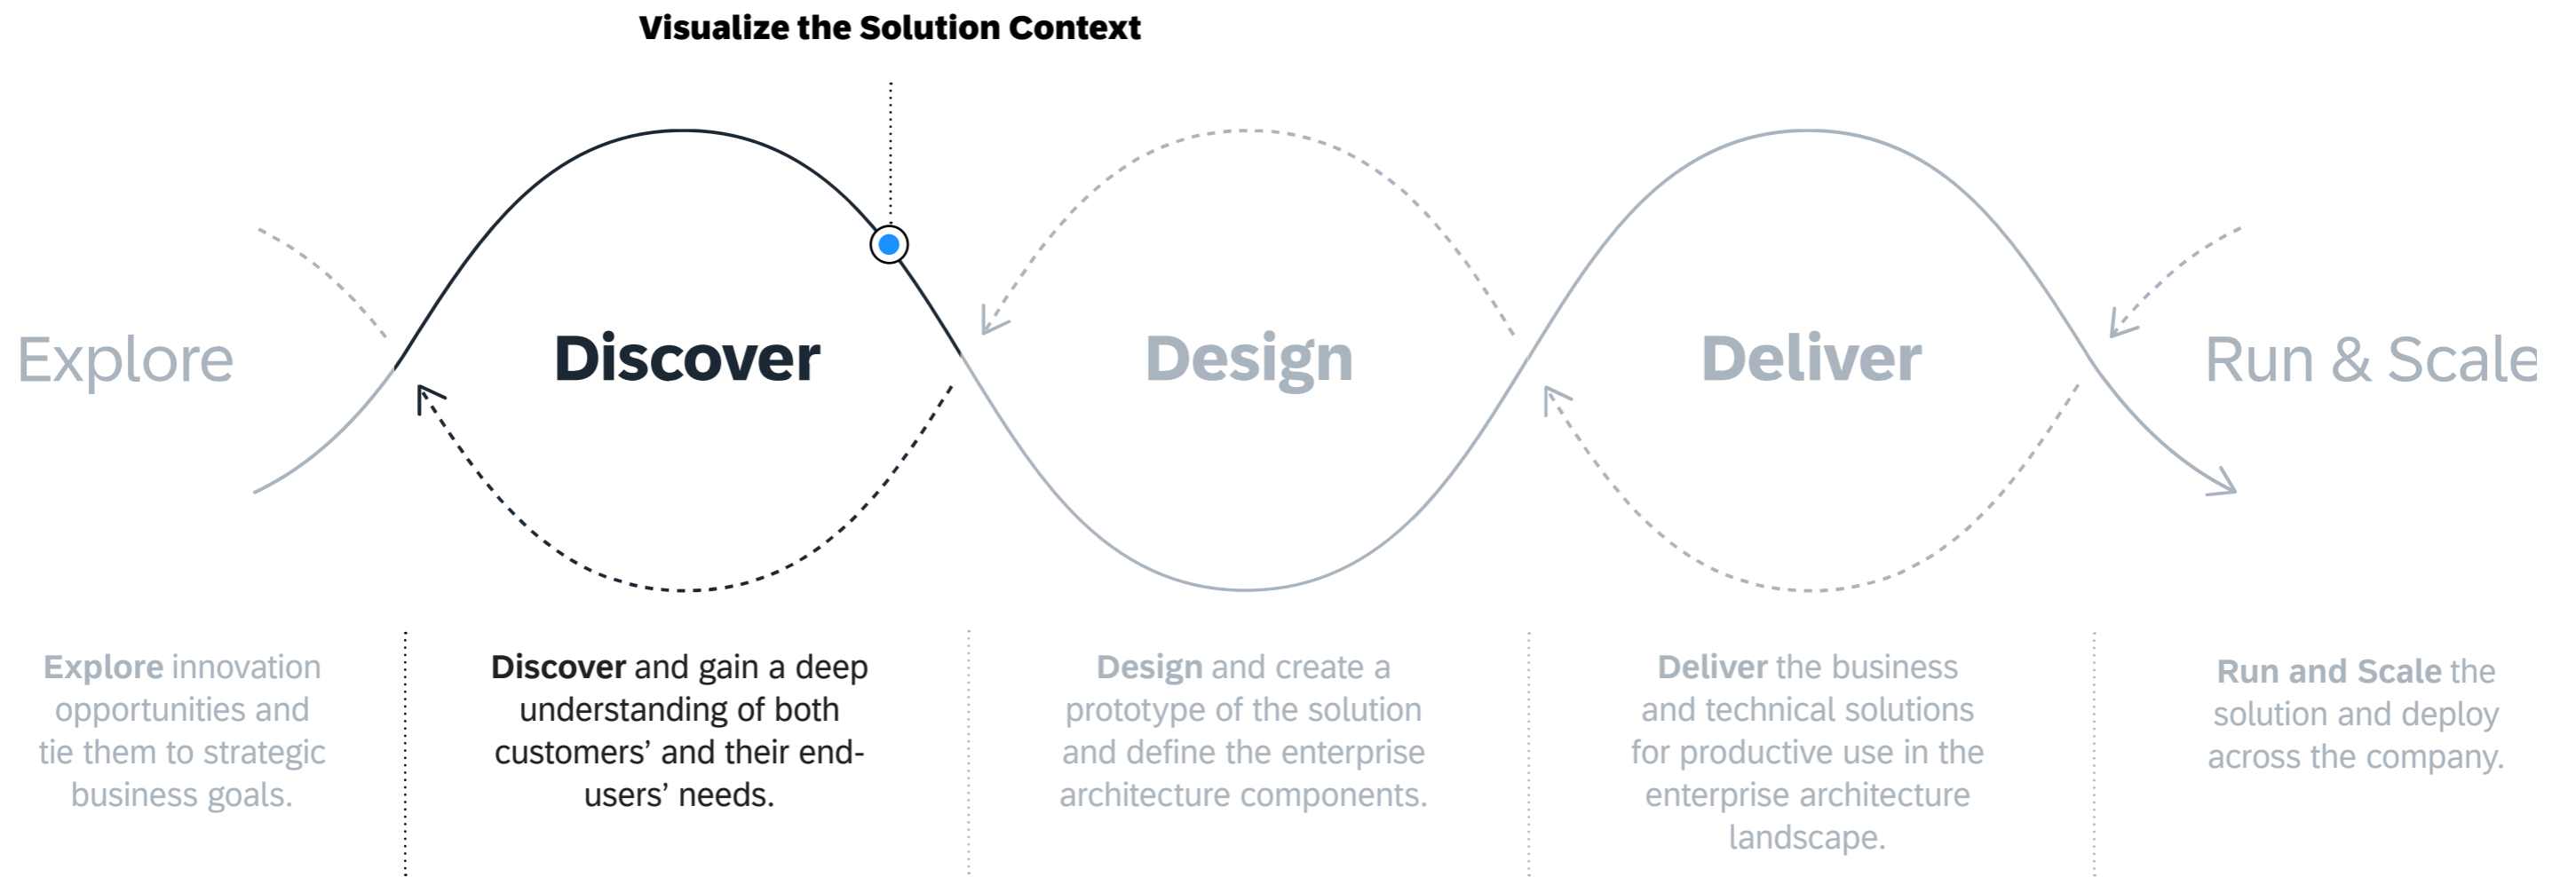 Visualize the Solution Context
Explore
Discover
Design
Deliver
Run & Scale
Explore innovation
opportunities and
tie them to strategic
business goals.
Discover and gain a deep
understanding of both
customers’ and their end-
users’ needs.
Design and create a
prototype of the solution
and define the enterprise
architecture components.
Deliver the business
and technical solutions
for productive use in the
enterprise architecture
landscape.
Run and Scale the
solution and deploy
across the company.